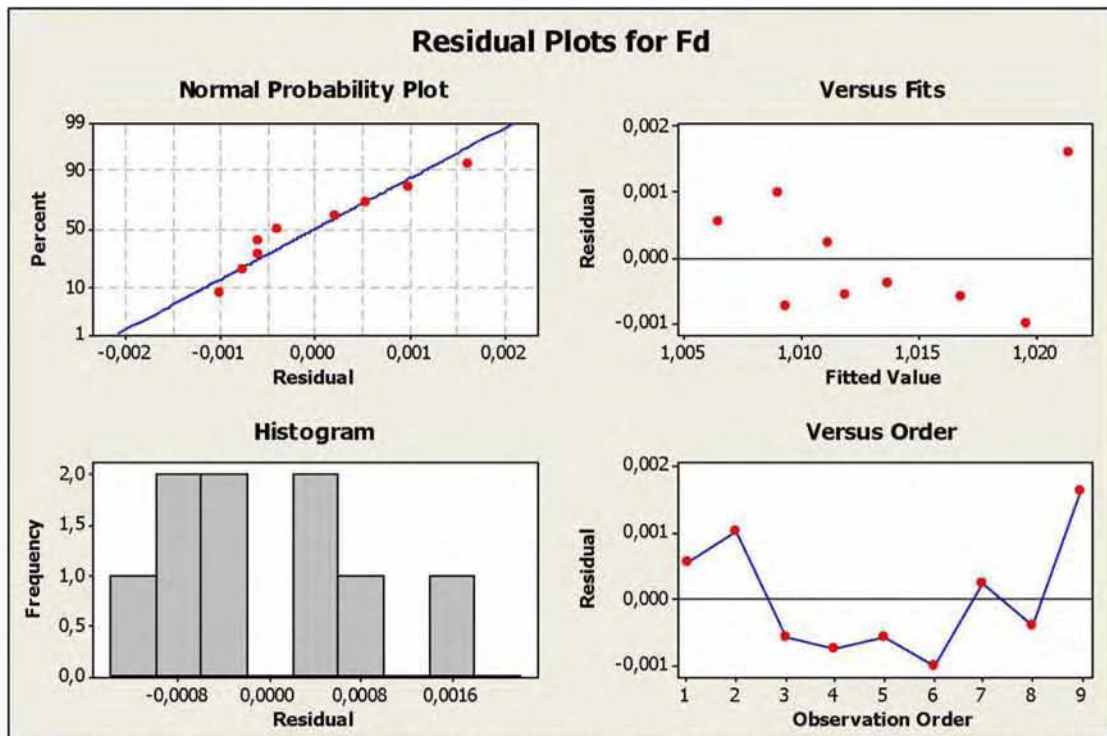 Residual Plots for Fd
Normal Probability Plot
99
90
50
10
1
Percent
-0,002 -0,001 0,000 0,001 0,002
Residual
Versus Fits
0,002
0,001
0,000
-0,001
Residual
1,005 1,010 1,015 1,020
Fitted Value
Histogram
2,0
1,5
1,0
0,5
0,0
Frequency
-0,0008 0,0000 0,0008 0,0016
Residual
Versus Order
0,002
0,001
0,000
-0,001
Residual
1 2 3 4 5 6 7 8 9
Observation Order